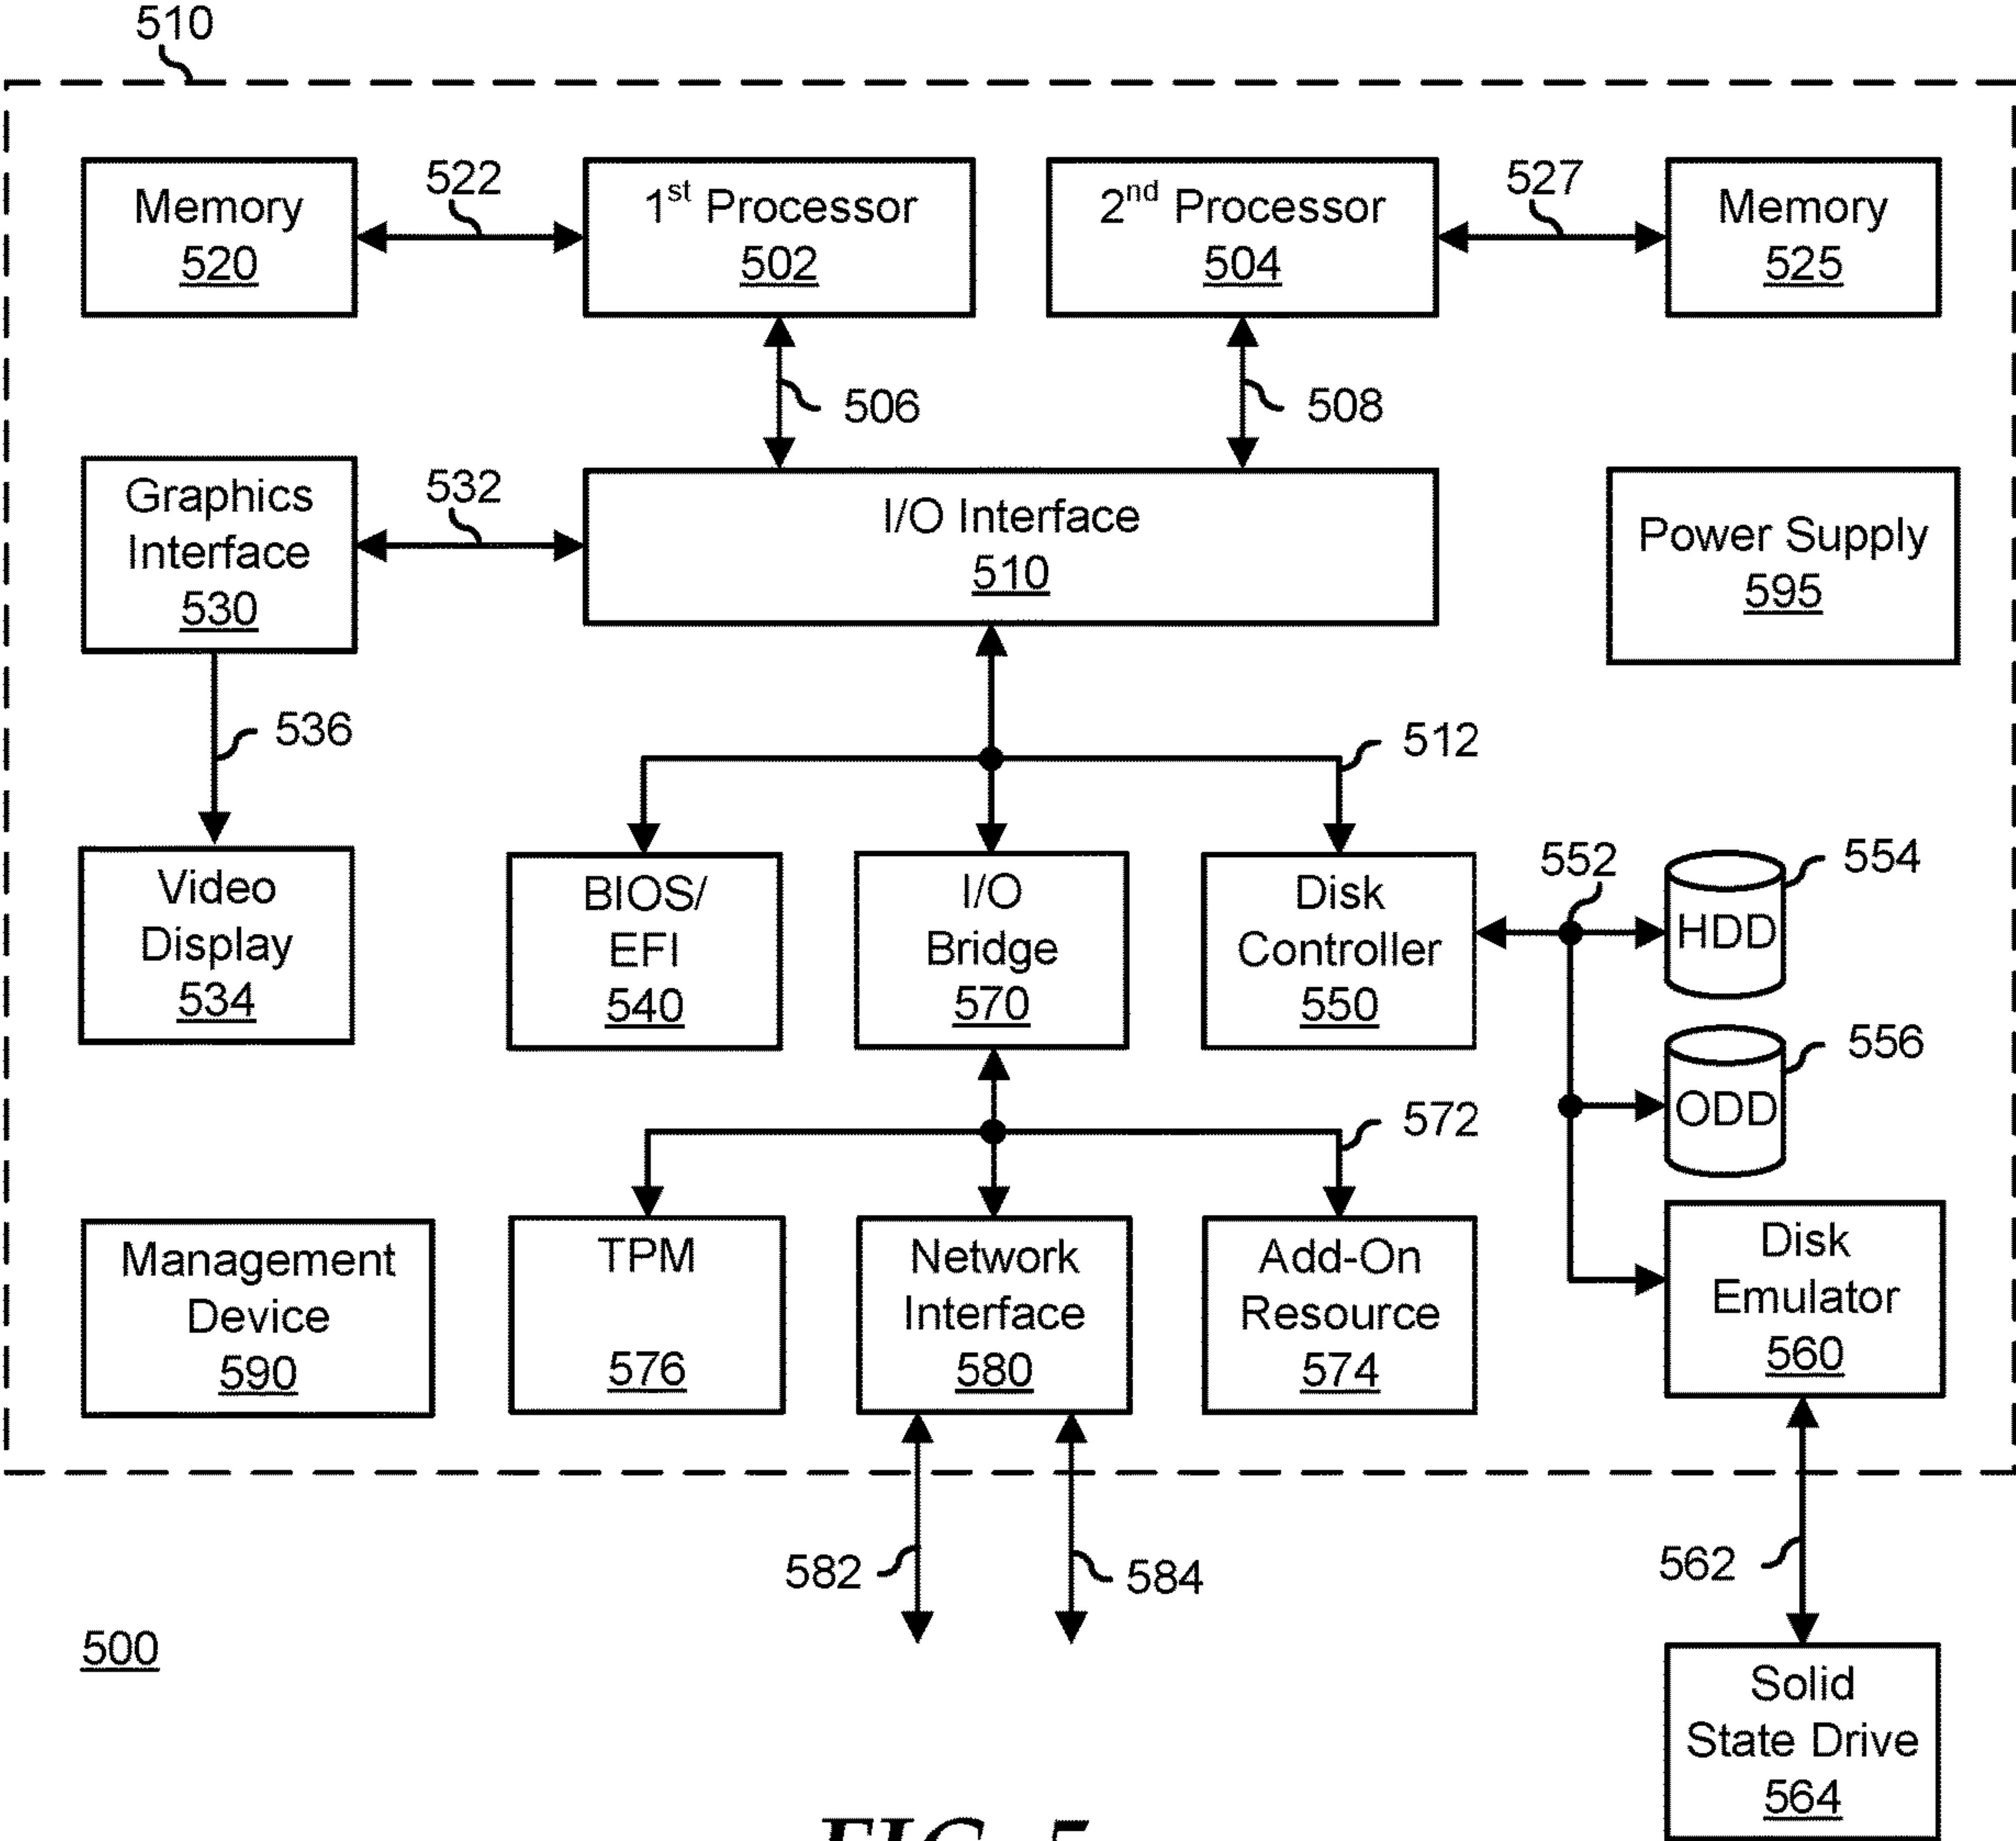 510
Memory
520
522
1st Processor
502
2nd Processor
504
527
Memory
525
506
508
Graphics
Interface
530
532
I/O Interface
510
Power Supply
595
536
512
Video
Display
534
BIOS/
EFI
540
I/O
Bridge
570
Disk
Controller
550
552
HDD
554
ODD
556
572
Management
Device
590
TPM
576
Network
Interface
580
Add-On
Resource
574
Disk
Emulator
560
582
584
562
500
Solid
State Drive
564
FIG. 5